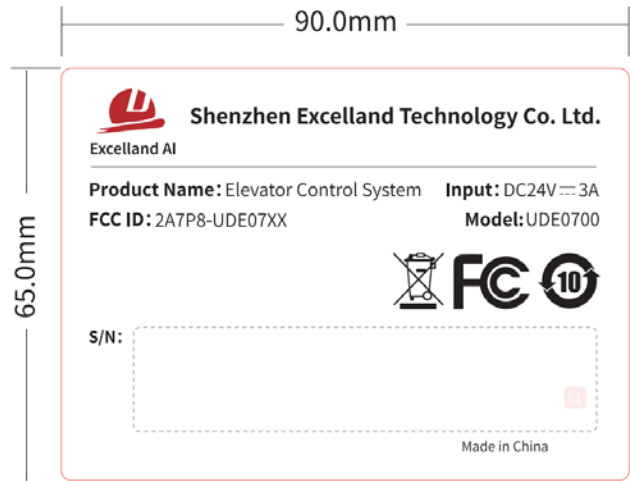 90.0mm
65.0mm
Shenzhen Excelland Technology Co. Ltd.
Excelland AI
Product Name: Elevator Control System Input: DC24V⎓3A
FCC ID: 2A7P8-UDE07XX Model:UDE0700
FC 10
S/N:
Made in China